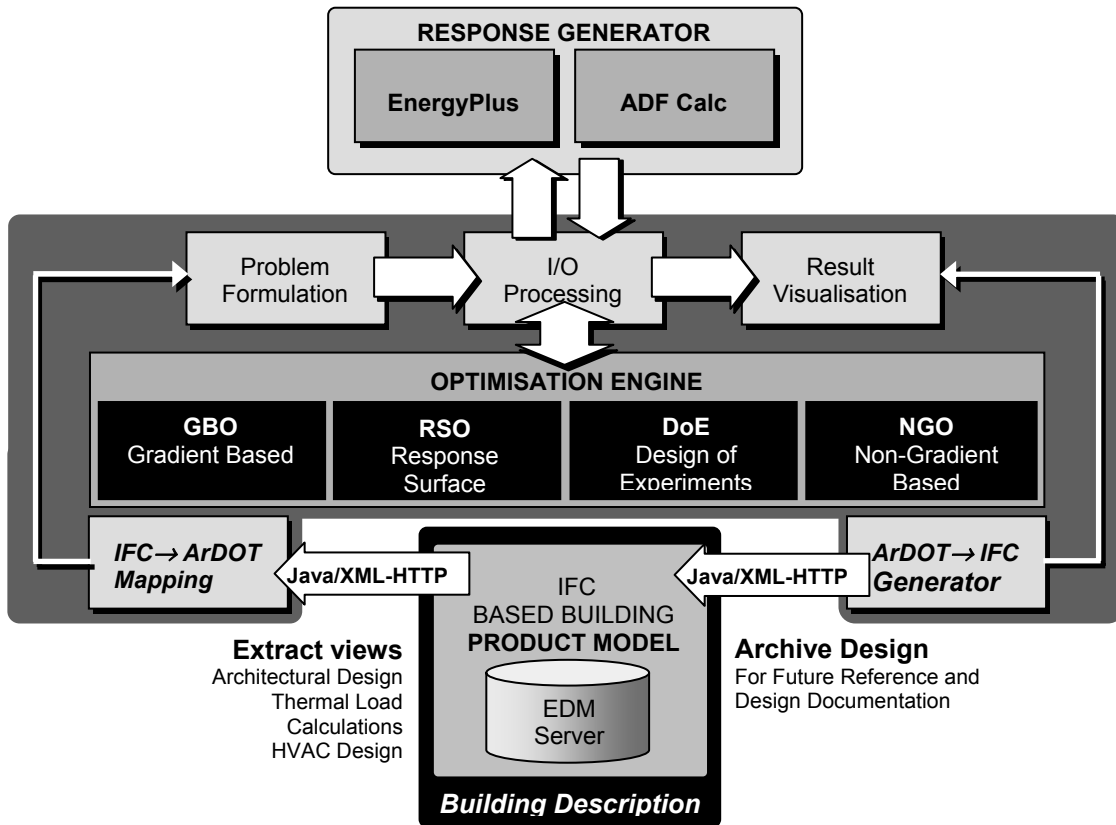 RESPONSE GENERATOR
EnergyPlus
ADF Calc
Problem
Formulation
I/O
Processing
Result
Visualisation
OPTIMISATION ENGINE
GBO
Gradient Based
RSO
Response
Surface
DoE
Design of
Experiments
NGO
Non-Gradient
Based
IFC→ ArDOT
Mapping
Java/XML-HTTP
IFC
BASED BUILDING
PRODUCT MODEL
EDM
Server
Building Description
Java/XML-HTTP
ArDOT→ IFC
Generator
Extract views
Architectural Design
Thermal Load
Calculations
HVAC Design
Archive Design
For Future Reference and
Design Documentation